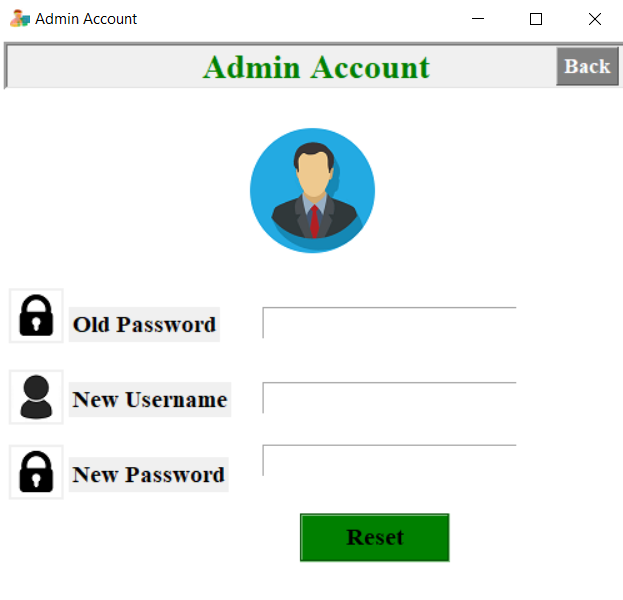 Admin Account
Admin Account
Back
Old Password
New Username
New Password
Reset